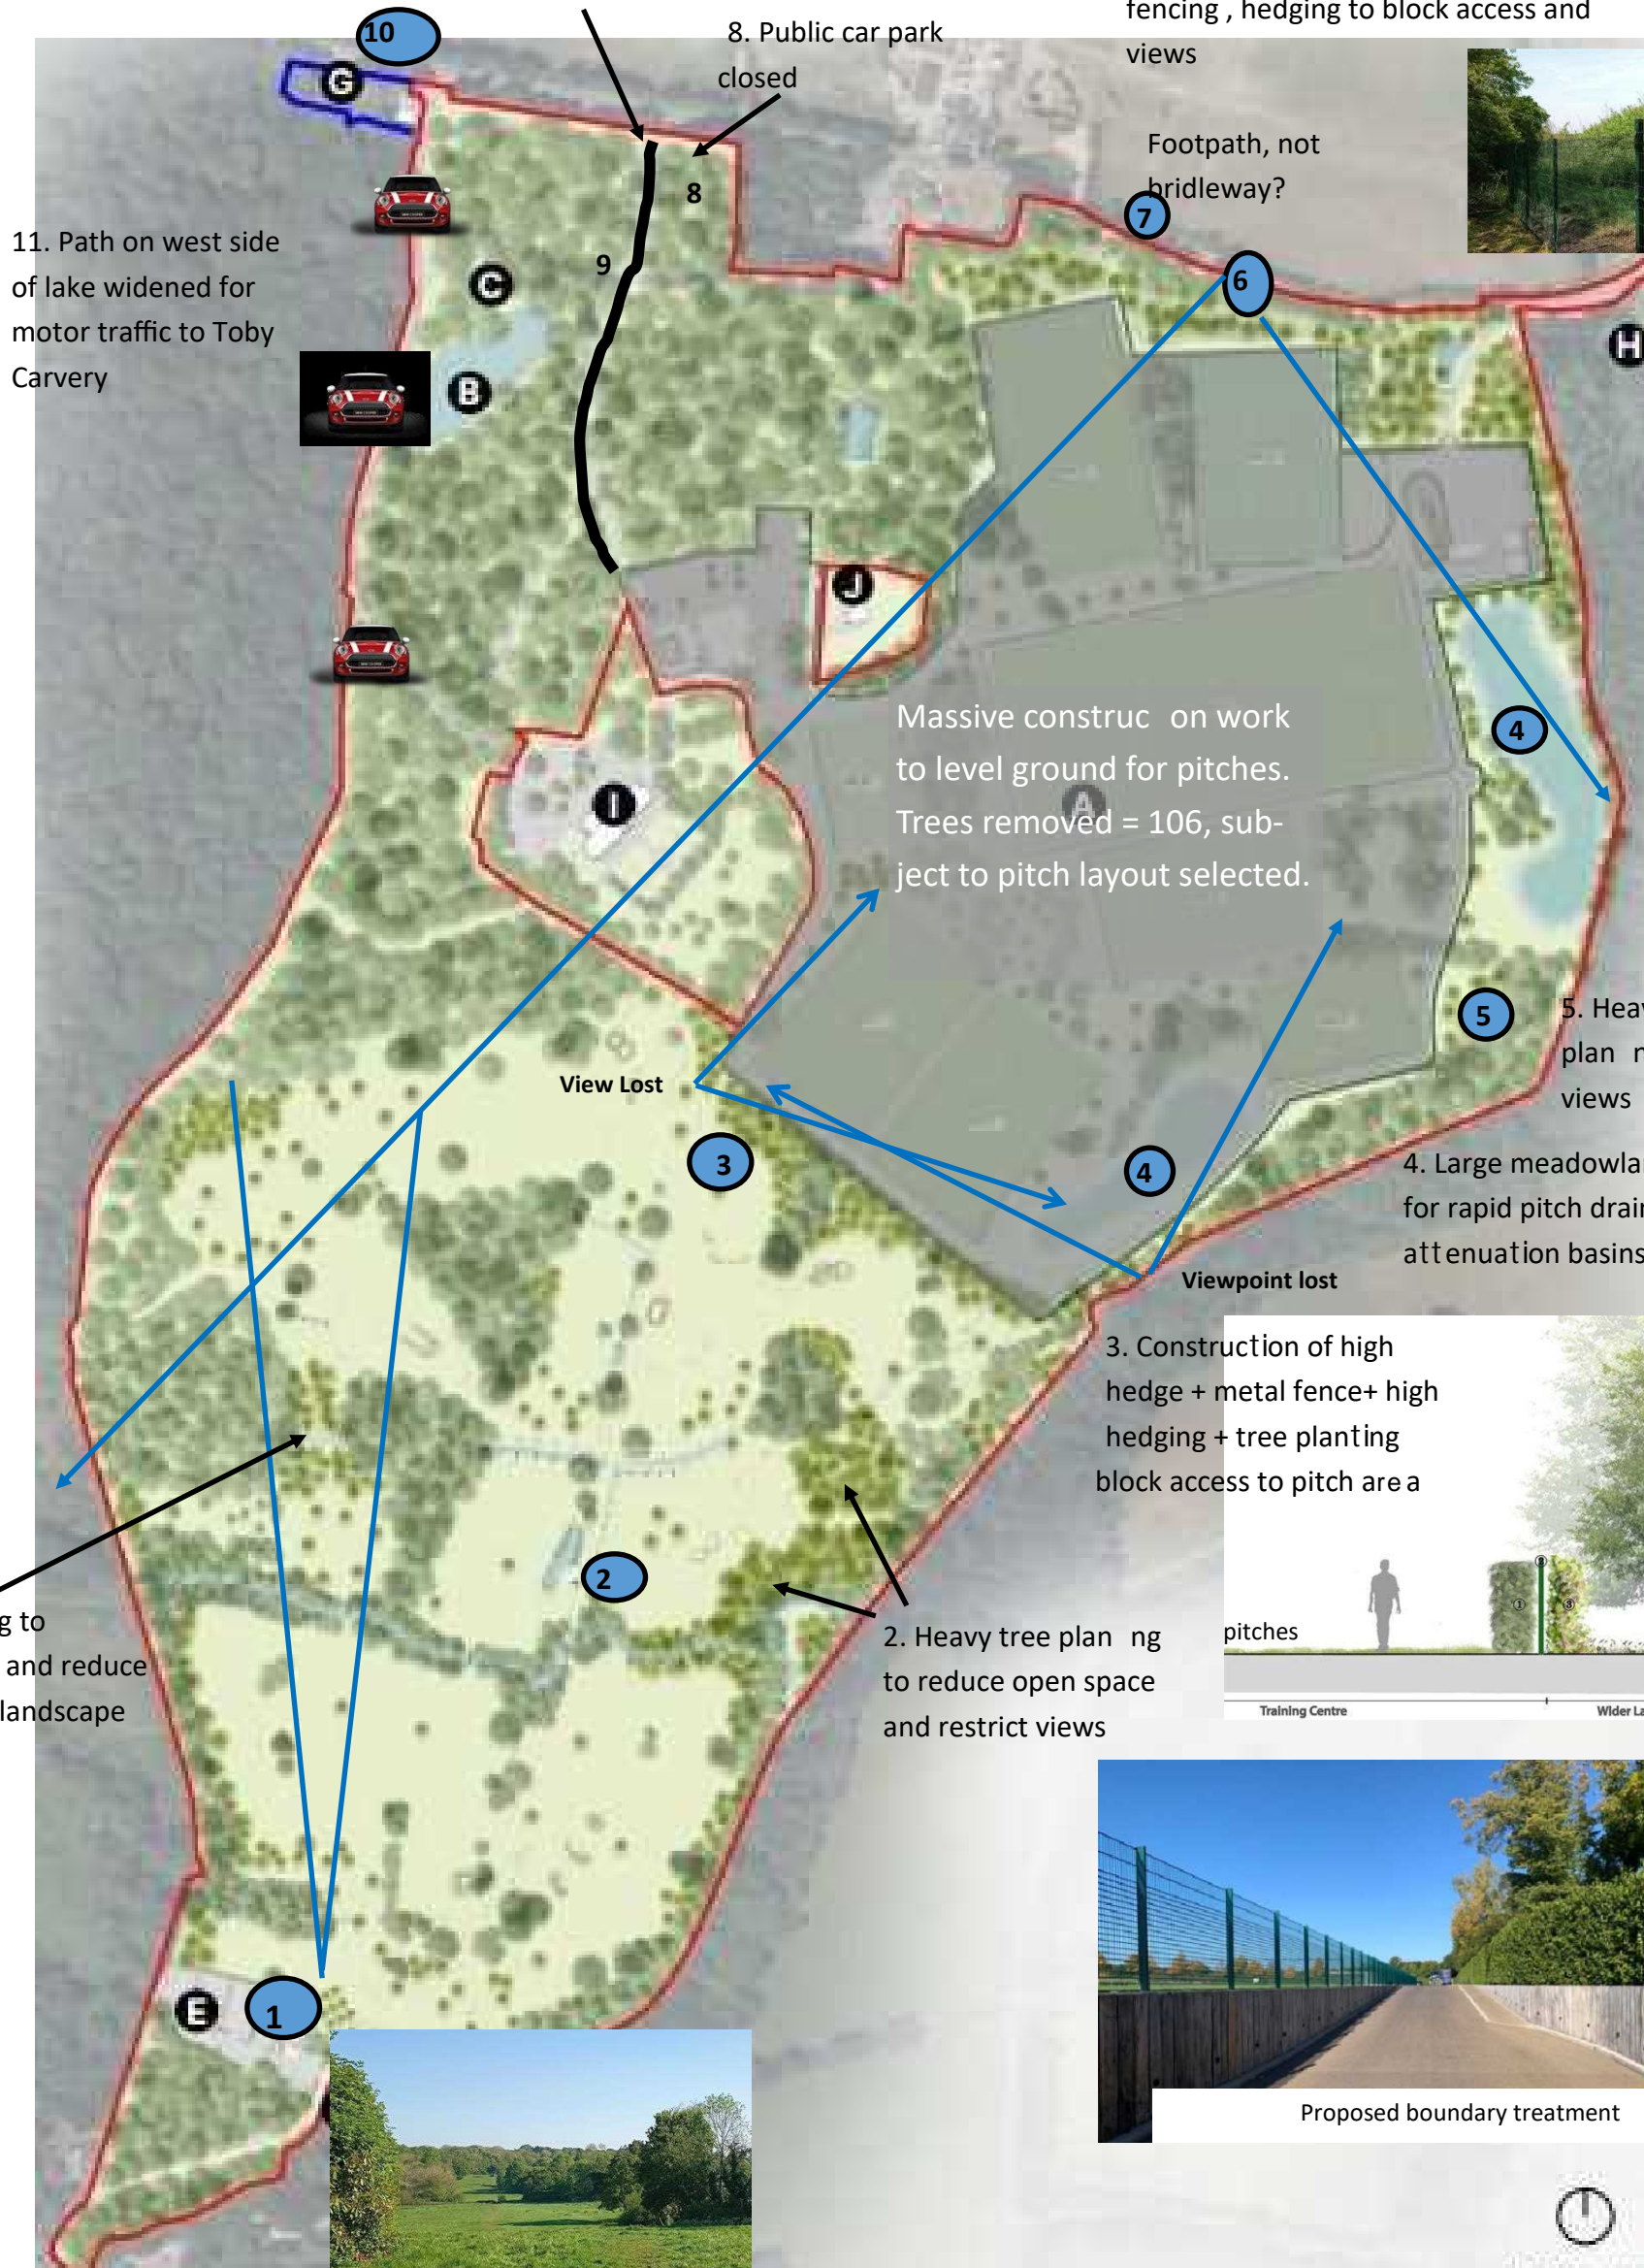 fencing , hedging to block access and
views
10
8. Public car park
closed
G
Footpath, not
bridleway?
8
7
11. Path on west side
of lake widened for
motor traffic to Toby
Carvery
9
6
C
H
B
J
Massive construc on work
to level ground for pitches.
Trees removed = 106, sub-
ject to pitch layout selected.
4
A
I
5
5. Heav
plan n
views
View Lost
3
4
4. Large meadowla
for rapid pitch drain
attenuation basins
Viewpoint lost
3. Construction of high
hedge + metal fence+ high
hedging + tree planting
block access to pitch are a
2
g to
and reduce
landscape
2. Heavy tree plan ng
to reduce open space
and restrict views
pitches
1
3
Training Centre
Wider La
E
1
Proposed boundary treatment